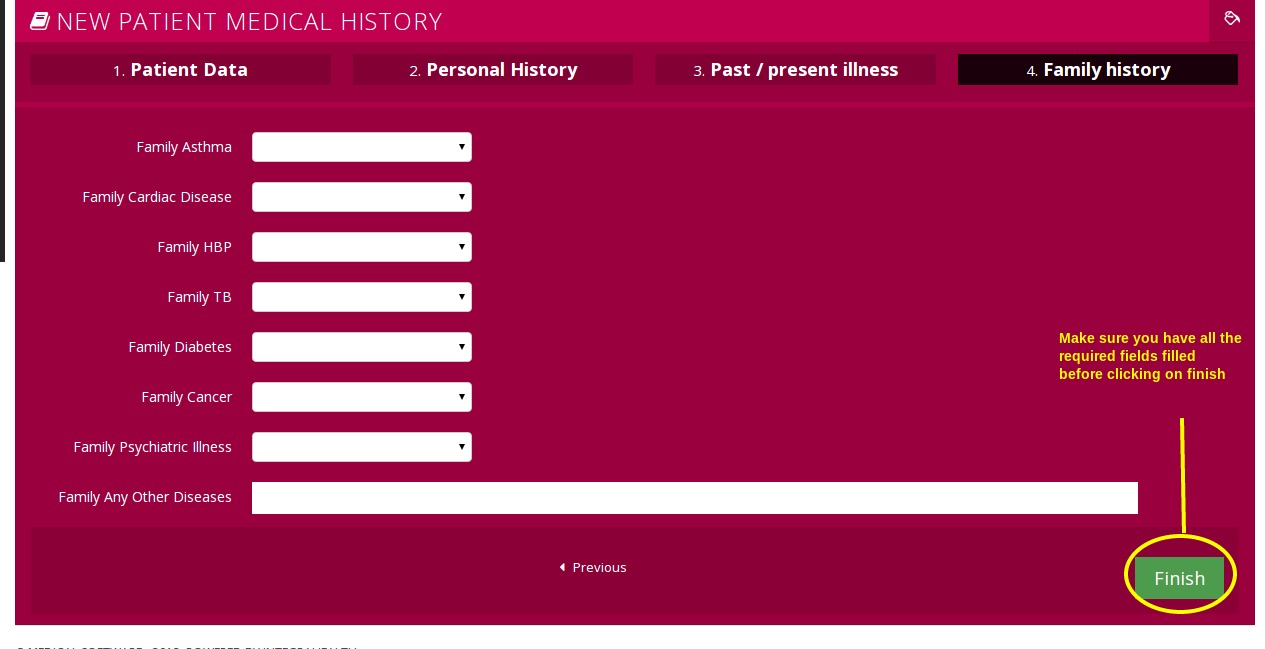 NEW PATIENT MEDICAL HISTORY
1. Patient Data
2. Personal History
3. Past / present illness
4. Family history
Family Asthma
Family Cardiac Disease
Family HBP
Family TB
Family Diabetes
Family Cancer
Family Psychiatric Illness
Family Any Other Diseases
Make sure you have all the
required fields filled
before clicking on finish
Previous
Finish